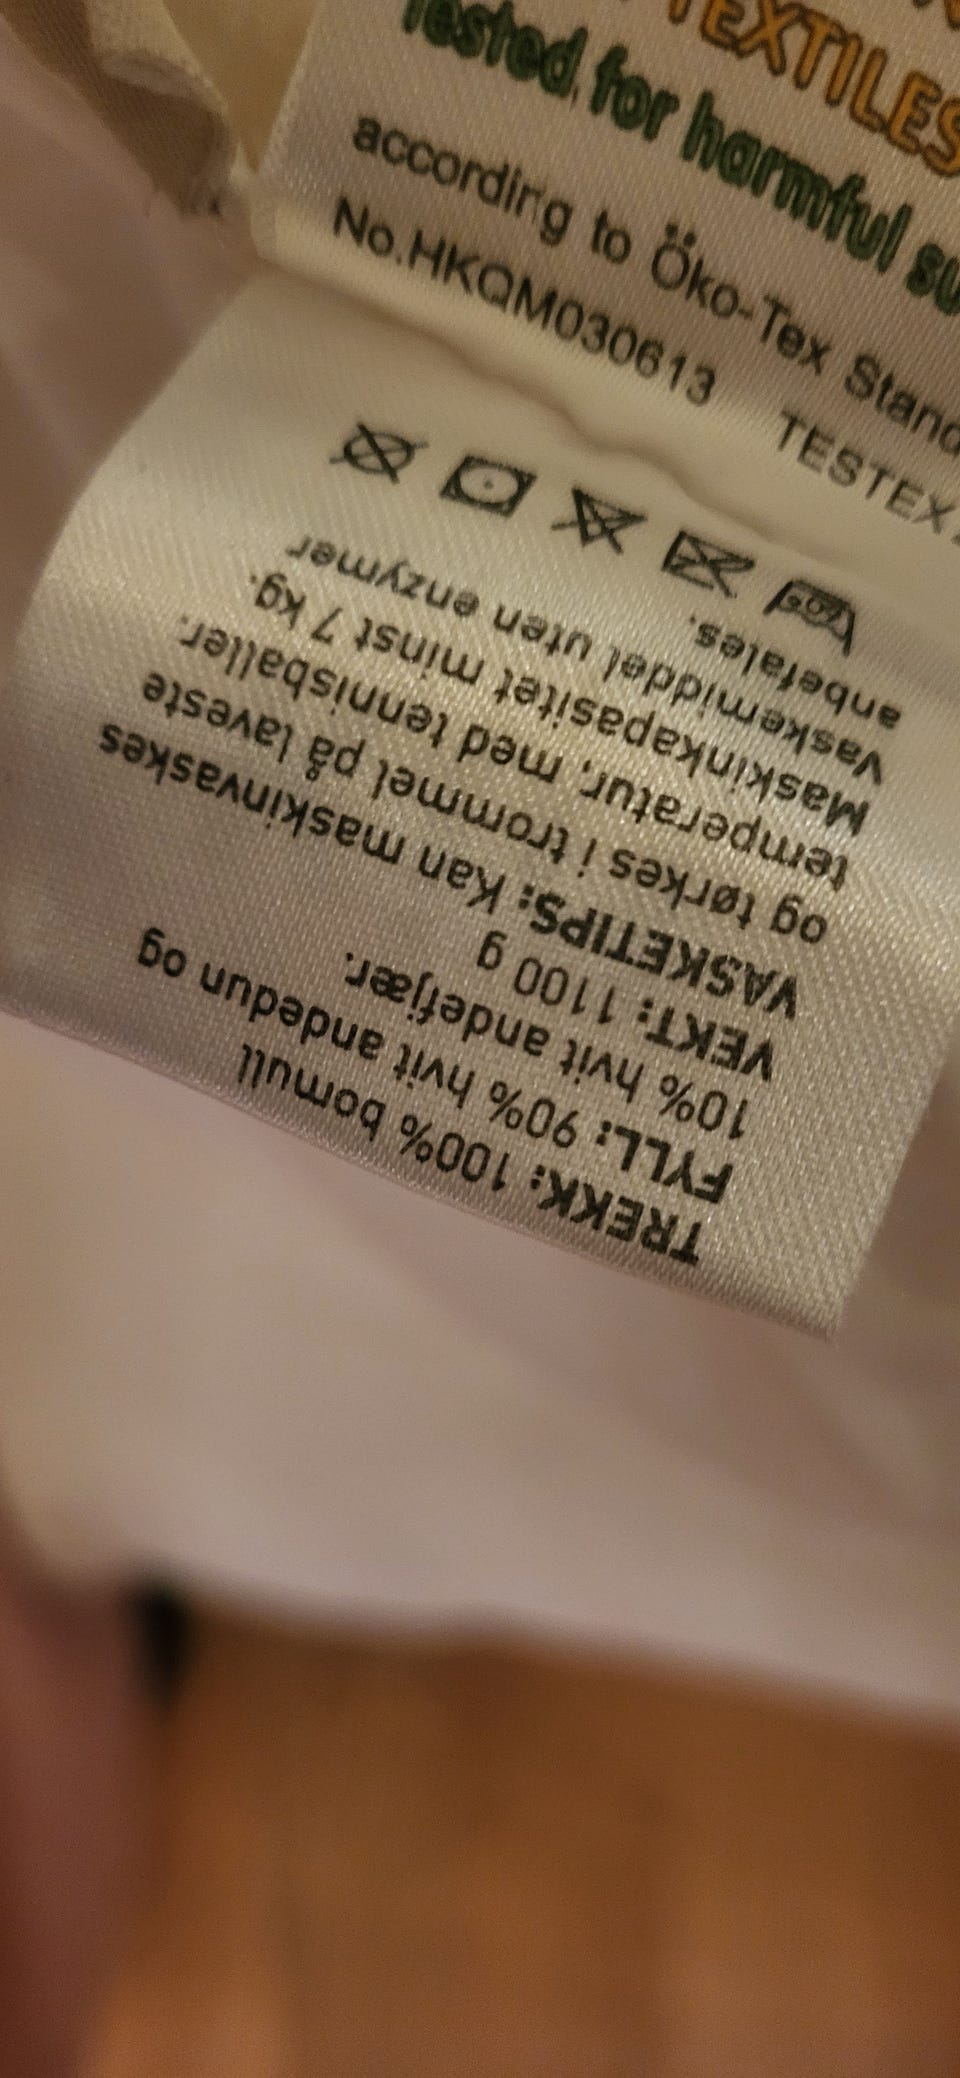 TEXTILES
Tested for harmful
according to Öko-Tex
No.HKQM030613
TESTEX
TREKK: 100% bomull
FYLL: 90% hvit andedun og
10% hvit andefjær.
VEKT: 1100 g
VASKETIPS: Kan maskinvaskes
og tørkes i trommel på laveste
temperatur, med tennisballer.
Maskinkapasitet minst 7 kg.
Vaskemiddel uten enzymer
anbefales.
60°